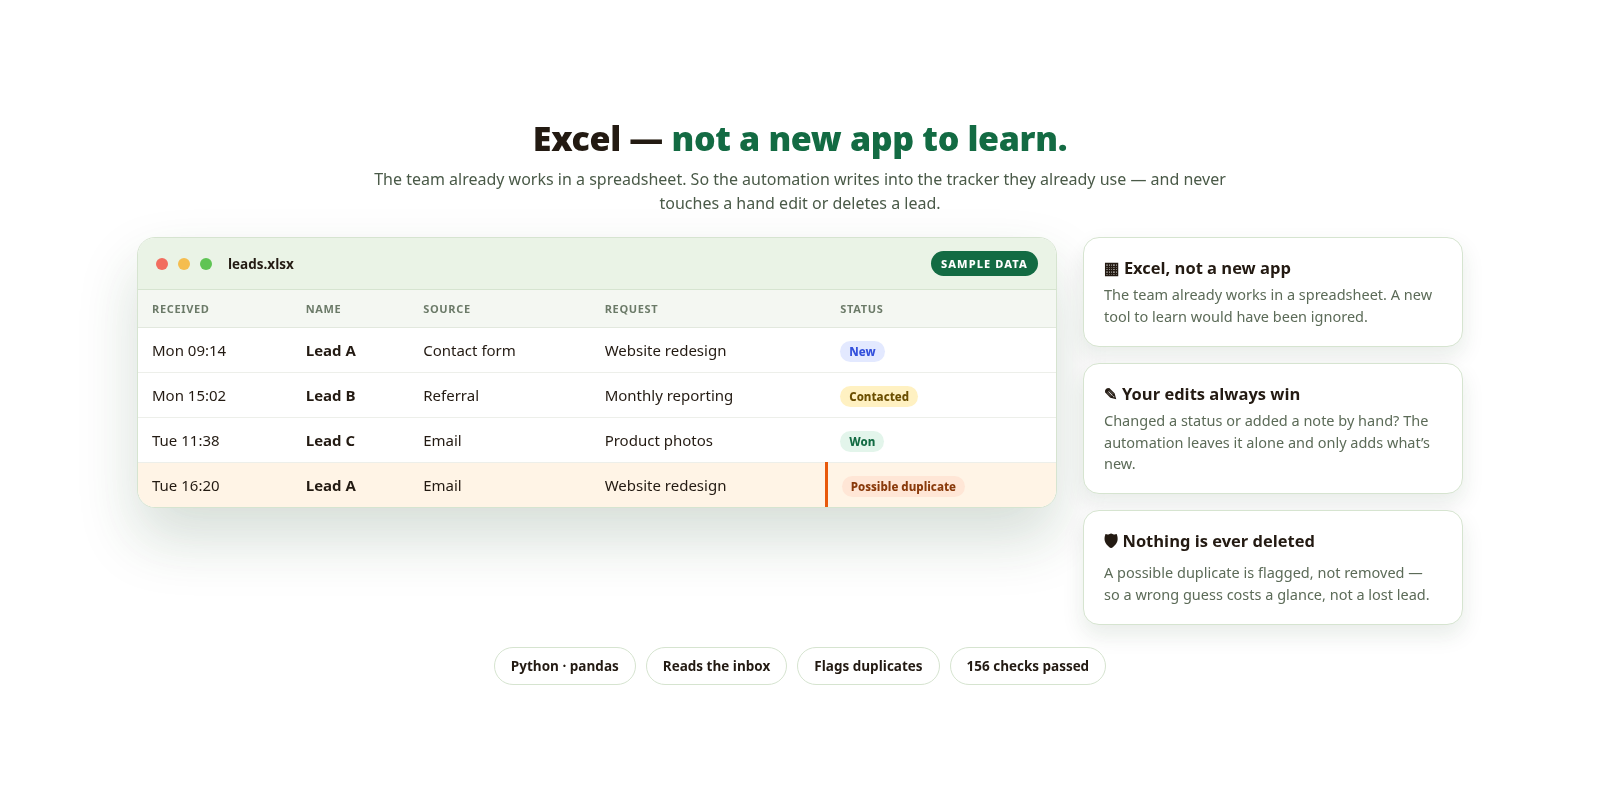 Excel — not a new app to learn.
The team already works in a spreadsheet. So the automation writes into the tracker they already use — and never
touches a hand edit or deletes a lead.
leads.xlsx SAMPLE DATA
RECEIVED NAME SOURCE REQUEST STATUS
Mon 09:14 Lead A Contact form Website redesign New
Mon 15:02 Lead B Referral Monthly reporting Contacted
Tue 11:38 Lead C Email Product photos Won
Tue 16:20 Lead A Email Website redesign Possible duplicate
▦ Excel, not a new app
The team already works in a spreadsheet. A new
tool to learn would have been ignored.
✎ Your edits always win
Changed a status or added a note by hand? The
automation leaves it alone and only adds what’s
new.
🛡 Nothing is ever deleted
A possible duplicate is flagged, not removed —
so a wrong guess costs a glance, not a lost lead.
Python · pandas Reads the inbox Flags duplicates 156 checks passed